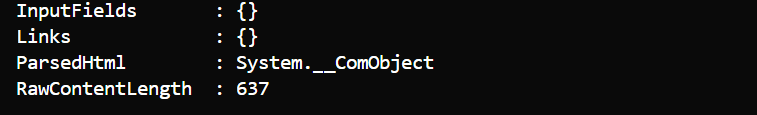 InputFields       : {}
Links             : {}
ParsedHtml        : System.__ComObject
RawContentLength  : 637